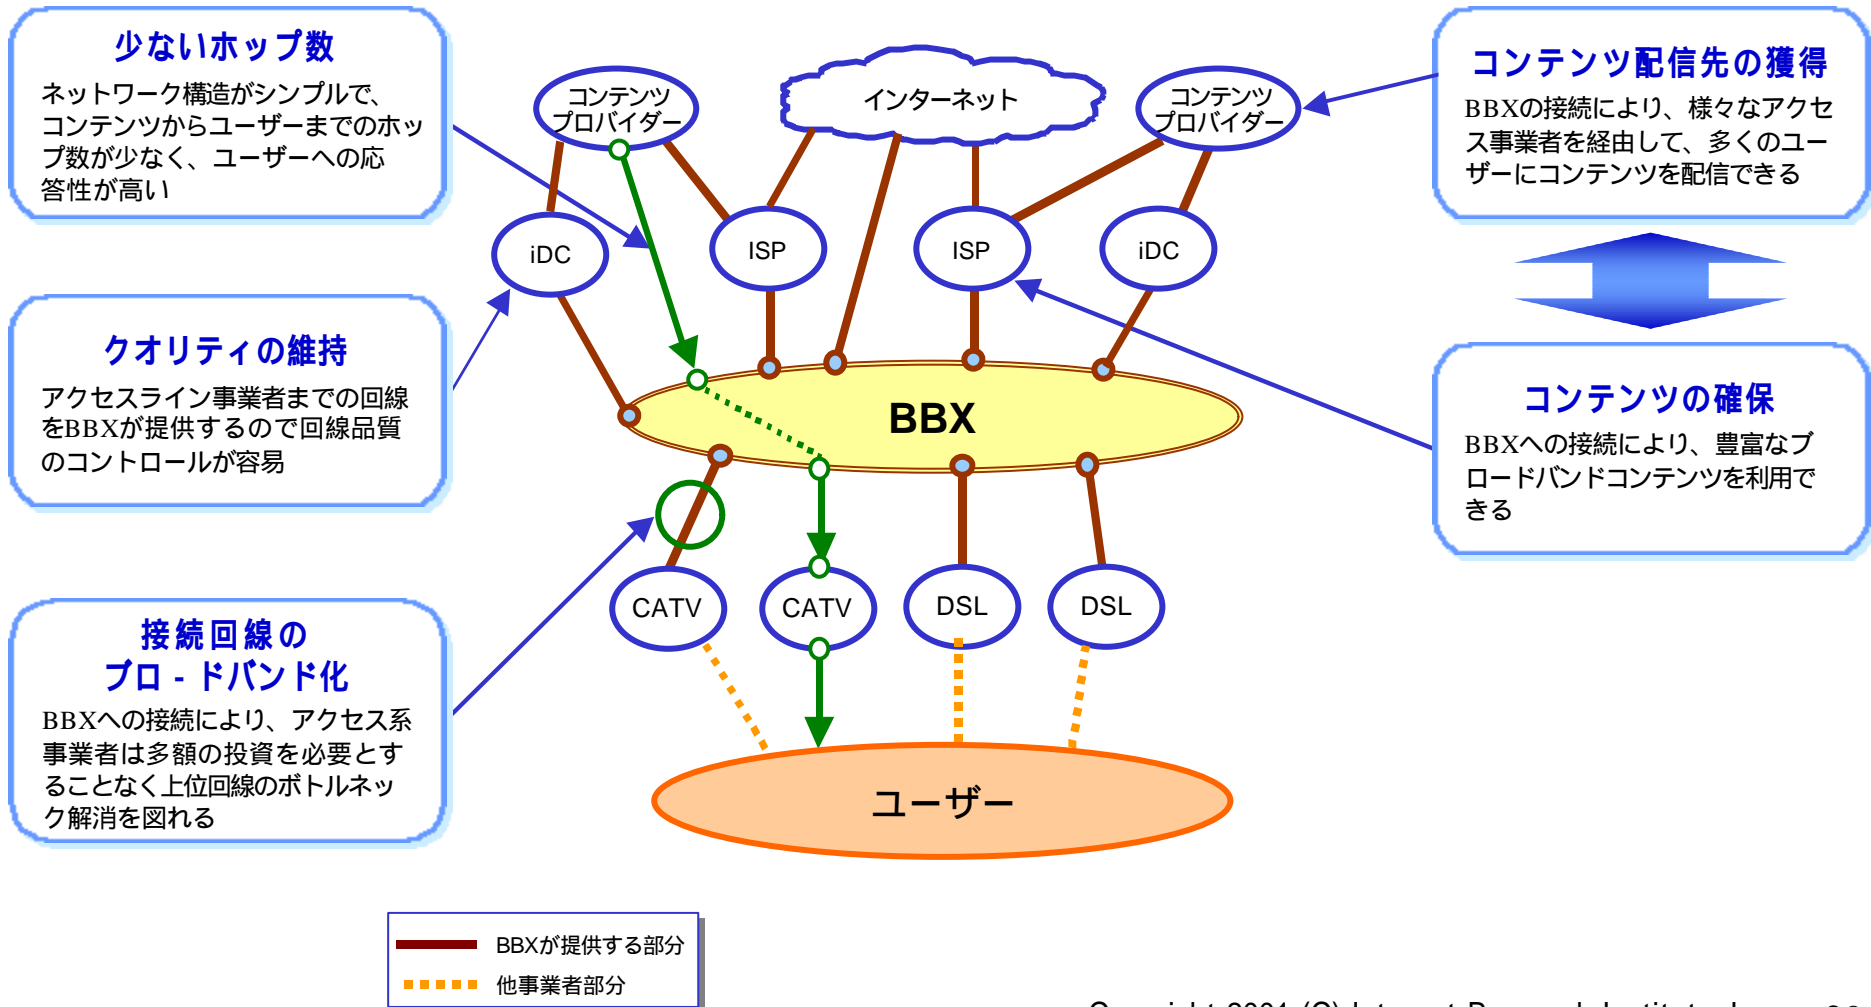 少ないホップ数
ネットワーク構造がシンプルで、
コンテンツからユーザーまでのホッ
プ数が少なく、ユーザーへの応
答性が高い
クオリティの維持
アクセスライン事業者までの回線
をBBXが提供するので回線品質
のコントロールが容易
接続回線の
ブロ - ドバンド化
BBXへの接続により、アクセス系
事業者は多額の投資を必要とす
ることなく上位回線のボトルネッ
ク解消を図れる
コンテンツ
プロバイダー
インターネット
コンテンツ
プロバイダー
iDC
ISP
ISP
iDC
BBX
CATV
CATV
DSL
DSL
ユーザー
コンテンツ配信先の獲得
BBXの接続により、様々なアクセ
ス事業者を経由して、多くのユー
ザーにコンテンツを配信できる
コンテンツの確保
BBXへの接続により、豊富なブ
ロードバンドコンテンツを利用で
きる
BBXが提供する部分
他事業者部分